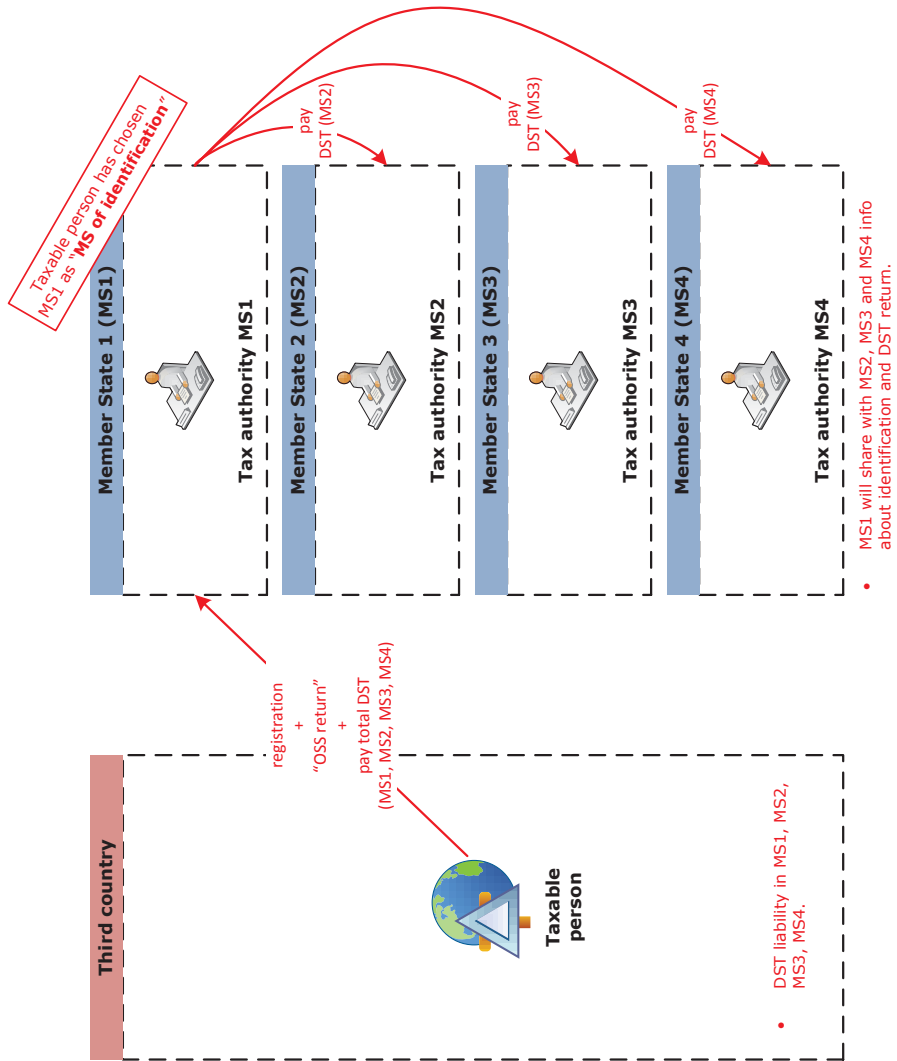 Third country
Taxable
person
• DST liability in MS1, MS2,
MS3, MS4.
registration
+
“OSS return”
+
pay total DST
(MS1, MS2, MS3, MS4)
Taxable person has chosen
MS1 as “MS of identification”
Member State 1 (MS1)
Tax authority MS1
pay
DST (MS2)
Member State 2 (MS2)
Tax authority MS2
pay
DST (MS3)
Member State 3 (MS3)
Tax authority MS3
pay
DST (MS4)
Member State 4 (MS4)
Tax authority MS4
• MS1 will share with MS2, MS3 and MS4 info
about identification and DST return.